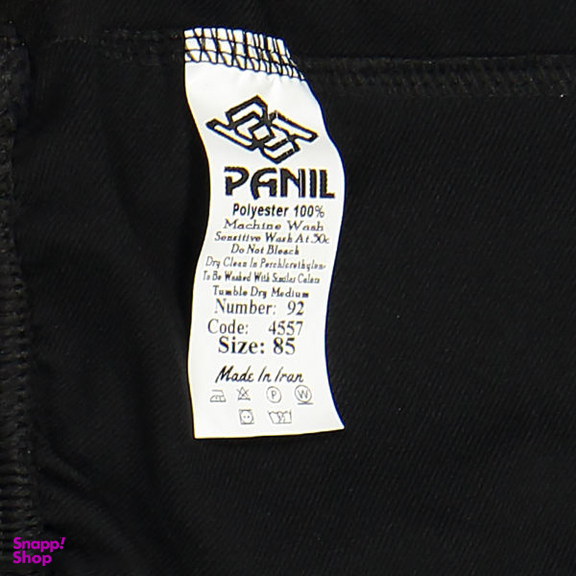 PANIL
Polyester 100%
Machine Wash
Sensitive Wash At.30c
Do Not Bleach
Dry Clean In Perchlorethylen-
To Be Washed With Similar Colors
Tumble Dry Medium
Number: 92
Code: 4557
Size: 85
Made In Iran
P W
Snapp!
Shop